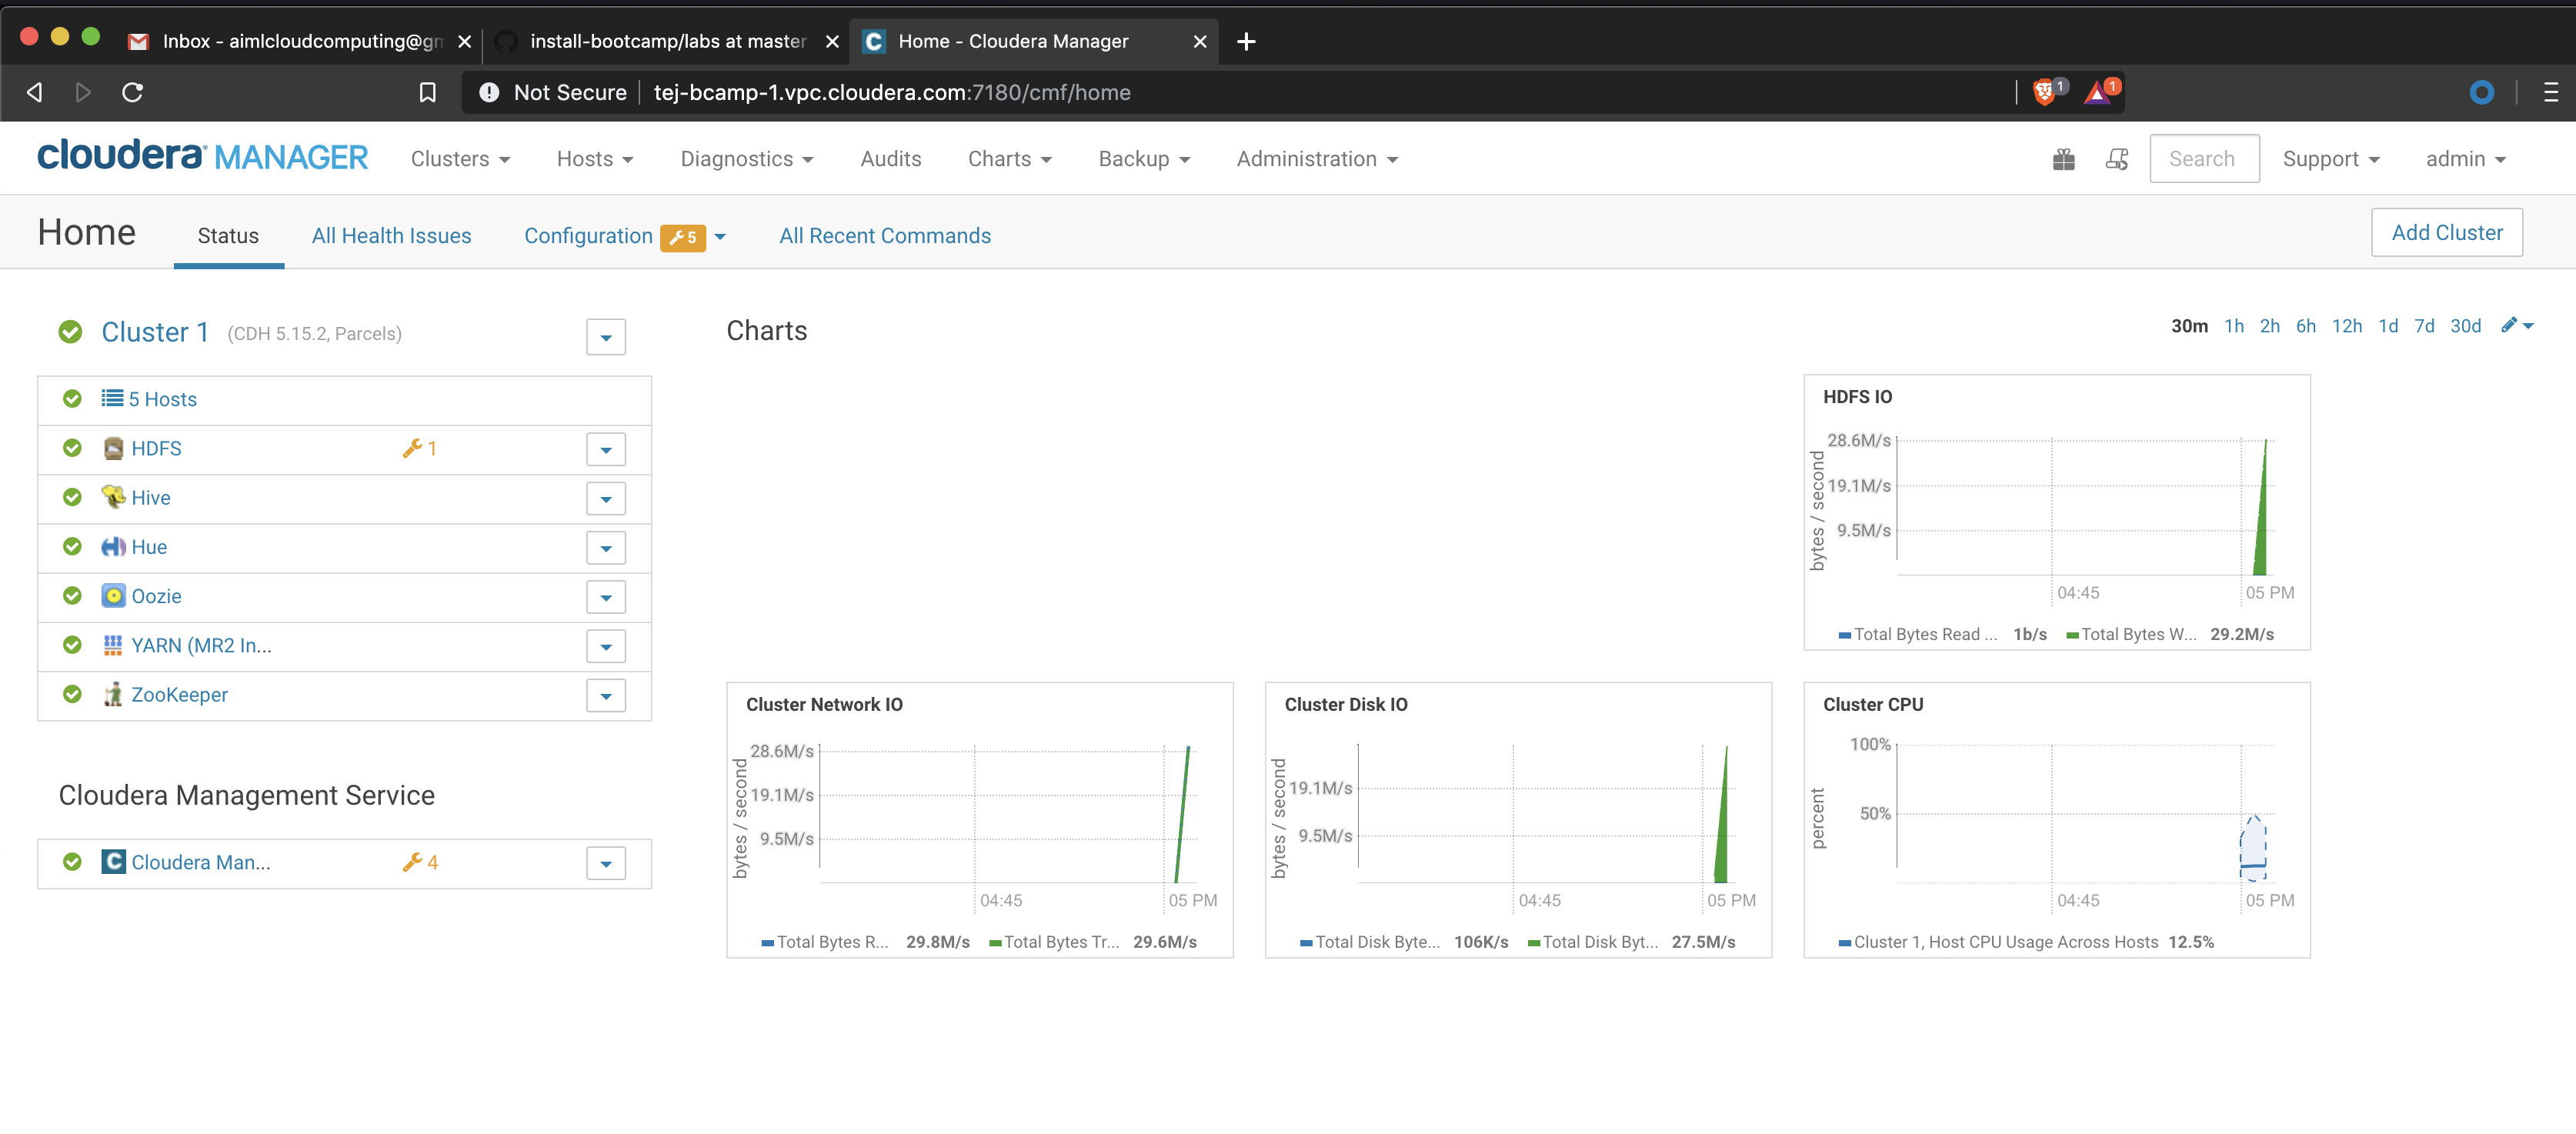 Inbox - aimlcloudcomputing@gm
install-bootcamp/labs at master
C Home - Cloudera Manager
Not Secure tej-bcamp-1.vpc.cloudera.com:7180/cmf/home 1 1
cloudera MANAGER Clusters Hosts Diagnostics Audits Charts Backup Administration Search Support admin
Home Status All Health Issues Configuration 5 All Recent Commands Add Cluster
Cluster 1 (CDH 5.15.2, Parcels)
5 Hosts
HDFS 1
Hive
Hue
Oozie
YARN (MR2 In...
ZooKeeper
Cloudera Management Service
C Cloudera Man... 4
Charts
30m 1h 2h 6h 12h 1d 7d 30d
HDFS IO
bytes / second
28.6M/s
19.1M/s
9.5M/s
04:45 05 PM
Total Bytes Read ... 1b/s Total Bytes W... 29.2M/s
Cluster Network IO
bytes / second
28.6M/s
19.1M/s
9.5M/s
04:45 05 PM
Total Bytes R... 29.8M/s Total Bytes Tr... 29.6M/s
Cluster Disk IO
bytes / second
19.1M/s
9.5M/s
04:45 05 PM
Total Disk Byte... 106K/s Total Disk Byt... 27.5M/s
Cluster CPU
percent
100%
50%
04:45 05 PM
Cluster 1, Host CPU Usage Across Hosts 12.5%